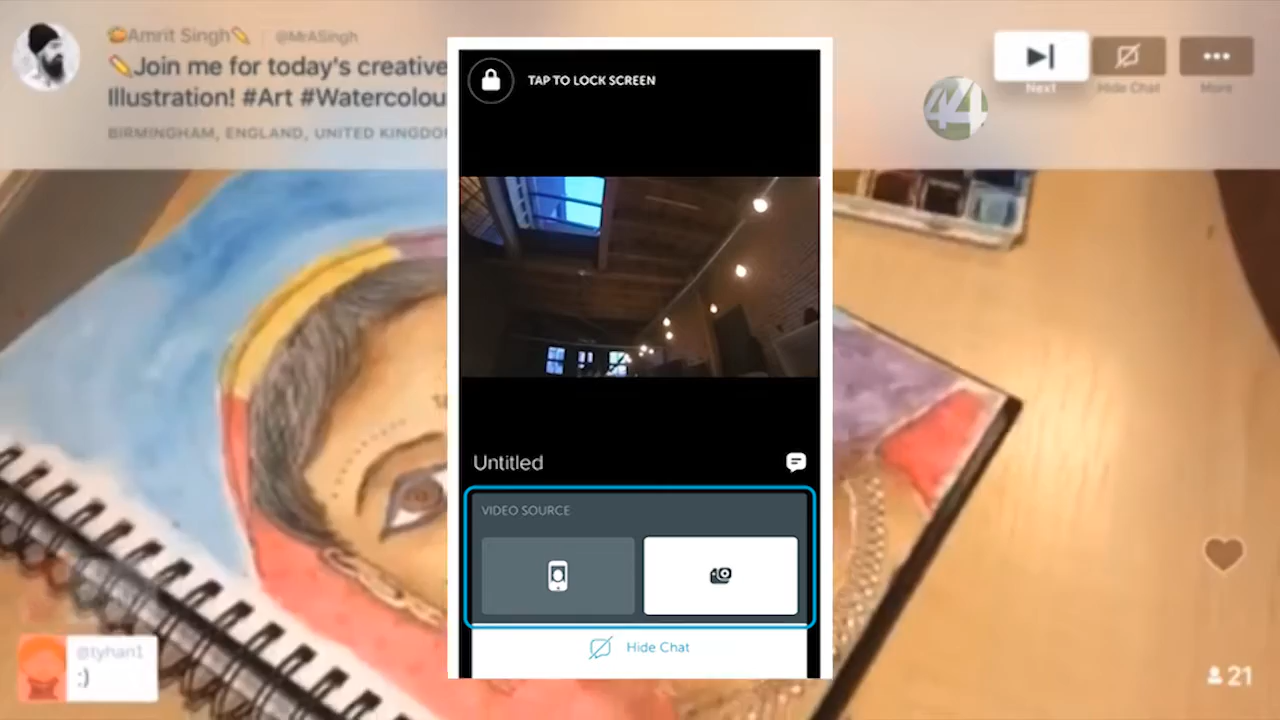 Amrit Singh @MrASingh
Join me for today's creative
Illustration! #Art #Watercolou
BIRMINGHAM, ENGLAND, UNITED KINGDO
Next
Hide Chat
More
44
TAP TO LOCK SCREEN
Untitled
VIDEO SOURCE
Hide Chat
@tyhan1
:)
21